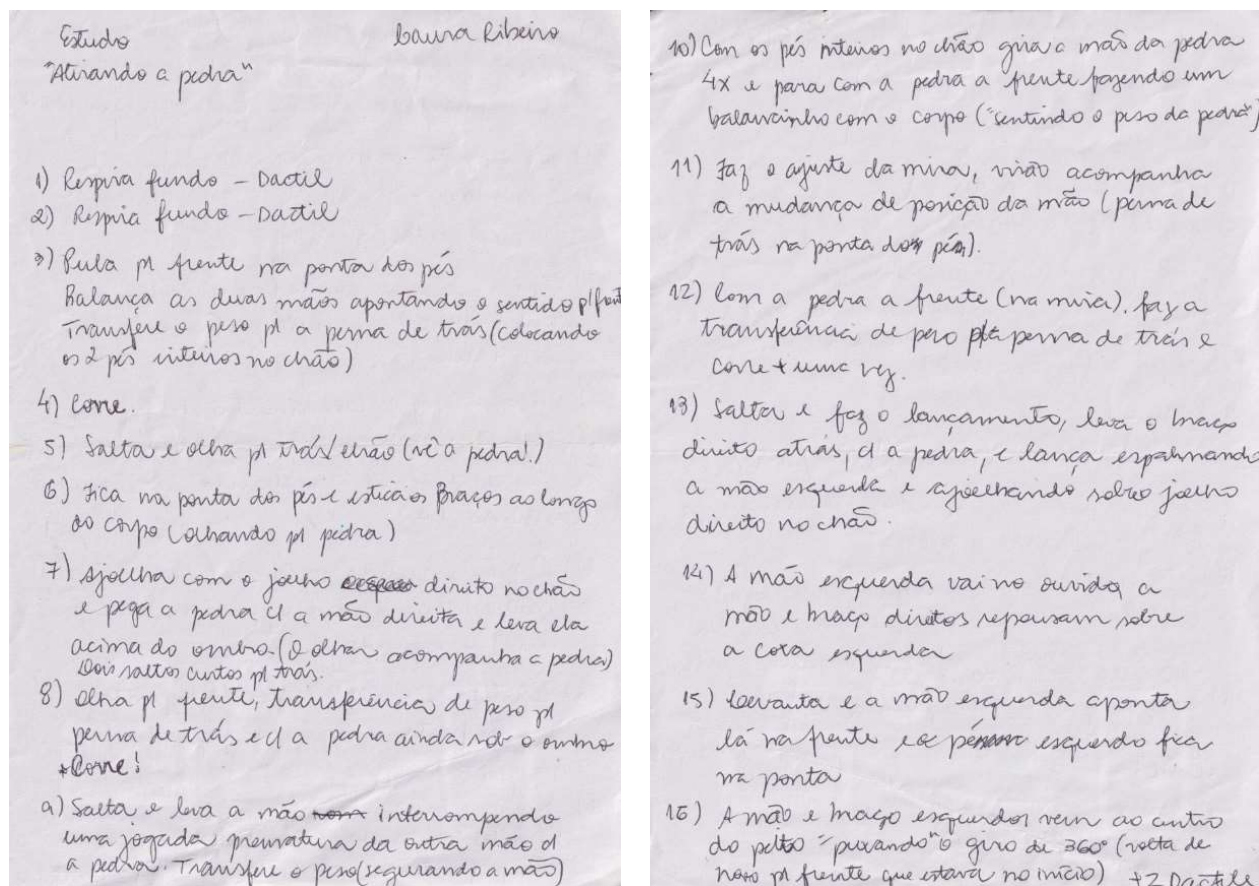 Estudo
Laura Ribeiro
"Atirando a pedra"
1) Respira fundo - Dactil
2) Respira fundo - Dactil
3) Pula p/ frente na ponta dos pés
Balança as duas mãos apontando o sentido p/ frente
Transfere o peso p/ a perna de trás (colocando
os 2 pés inteiros no chão)
4) Corre.
5) Salta e olha p/ trás/chão (vê a pedra!)
6) Fica na ponta dos pés e estica os Braços ao longo
do corpo (olhando p/ pedra)
7) Ajoelha com o joelho direito no chão
e pega a pedra c/ a mão direita e leva ela
acima do ombro. (O olhar acompanha a pedra)
Dois saltos curtos p/ trás.
8) Olha p/ frente, transferência de peso p/
perna de trás e c/ a pedra ainda sob o ombro
*Corre!
9) Salta e leva a mão interrompendo
uma jogada prematura da outra mão c/
a pedra. Transfere o peso (segurando a mão)
10) Com os pés inteiros no chão gira a mão da pedra
4x e para com a pedra a frente fazendo um
balancinho com o corpo ("sentindo o peso da pedra")
11) Faz o ajuste da mira, visão acompanha
a mudança de posição da mão (perna de
trás na ponta dos pés).
12) Com a pedra a frente (na mira), faz a
transferência de peso p/a perna de trás e
corre + uma vez.
13) Salta e faz o lançamento, leva o braço
direito atrás, c/ a pedra, e lança espalmando
a mão esquerda e ajoelhando sobre joelho
direito no chão.
14) A mão esquerda vai no ouvido, a
mão e braço direitos repousam sobre
a coxa esquerda
15) Levanta e a mão esquerda aponta
lá na frente e o pé esquerdo fica
na ponta
16) A mão e braço esquerdos vem ao centro
do peito "puxando" o giro de 360° (volta de
novo p/ frente que estava no início) +2 Dactils